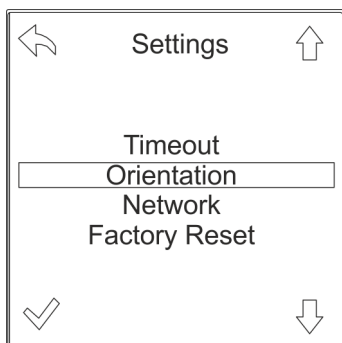 Settings
Timeout
Orientation
Network
Factory Reset